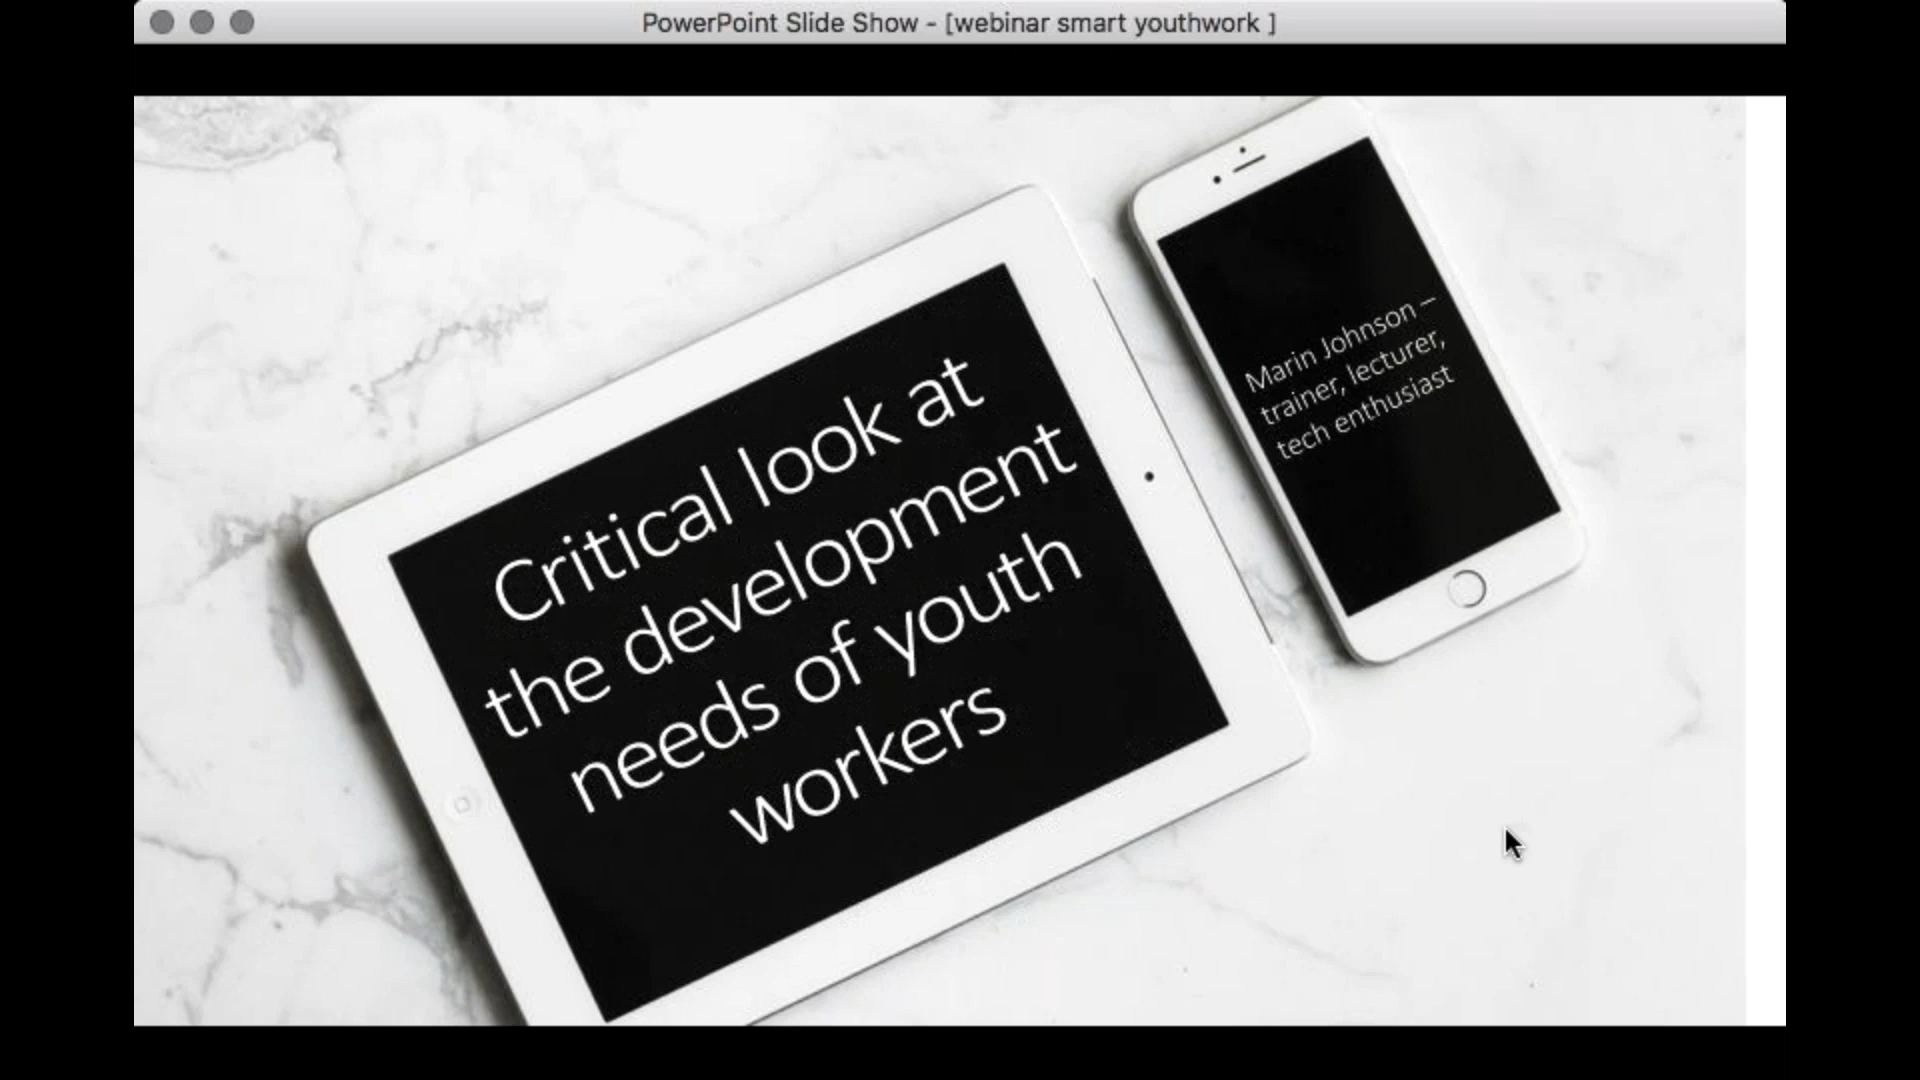 PowerPoint Slide Show - [webinar smart youthwork ]
Critical look at
the development
needs of youth
workers
Marin Johnson –
trainer, lecturer,
tech enthusiast